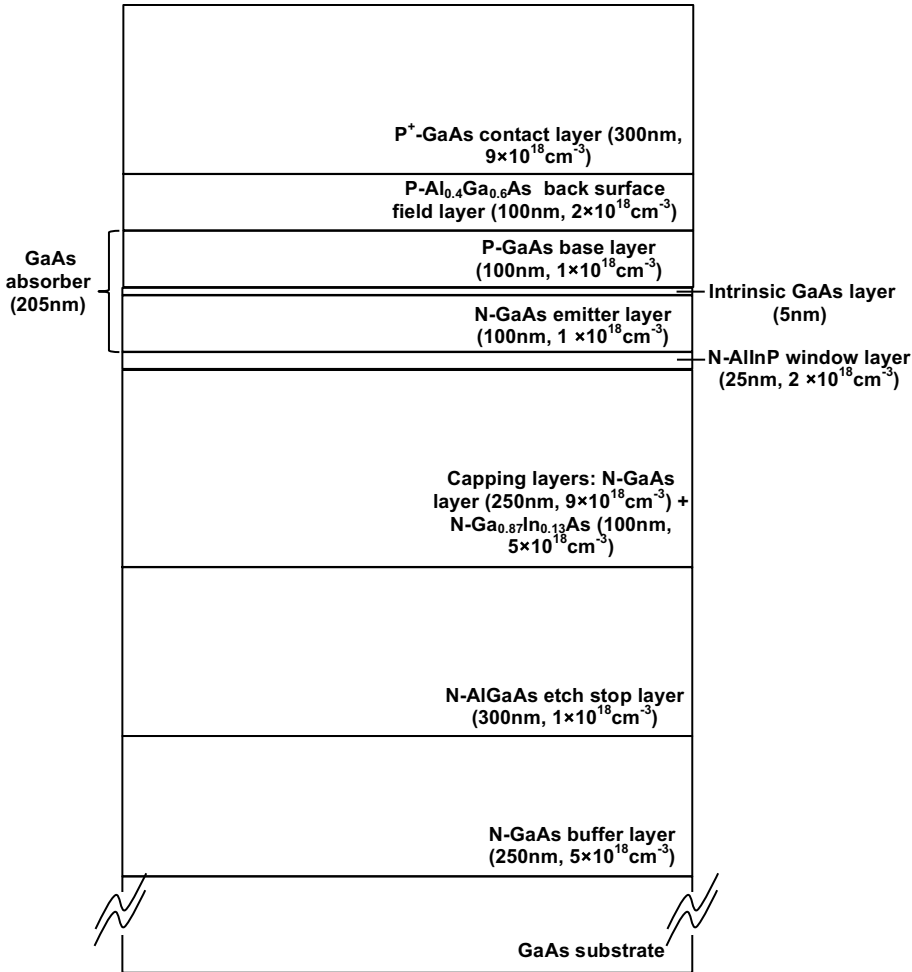 P⁺-GaAs contact layer (300nm,
9×10¹⁸cm⁻³)
P-Al₀.₄Ga₀.₆As back surface
field layer (100nm, 2×10¹⁸cm⁻³)
GaAs
absorber
(205nm)
P-GaAs base layer
(100nm, 1×10¹⁸cm⁻³)
Intrinsic GaAs layer
(5nm)
N-GaAs emitter layer
(100nm, 1 ×10¹⁸cm⁻³)
N-AlInP window layer
(25nm, 2 ×10¹⁸cm⁻³)
Capping layers: N-GaAs
layer (250nm, 9×10¹⁸cm⁻³) +
N-Ga₀.₈₇In₀.₁₃As (100nm,
5×10¹⁸cm⁻³)
N-AlGaAs etch stop layer
(300nm, 1×10¹⁸cm⁻³)
N-GaAs buffer layer
(250nm, 5×10¹⁸cm⁻³)
GaAs substrate